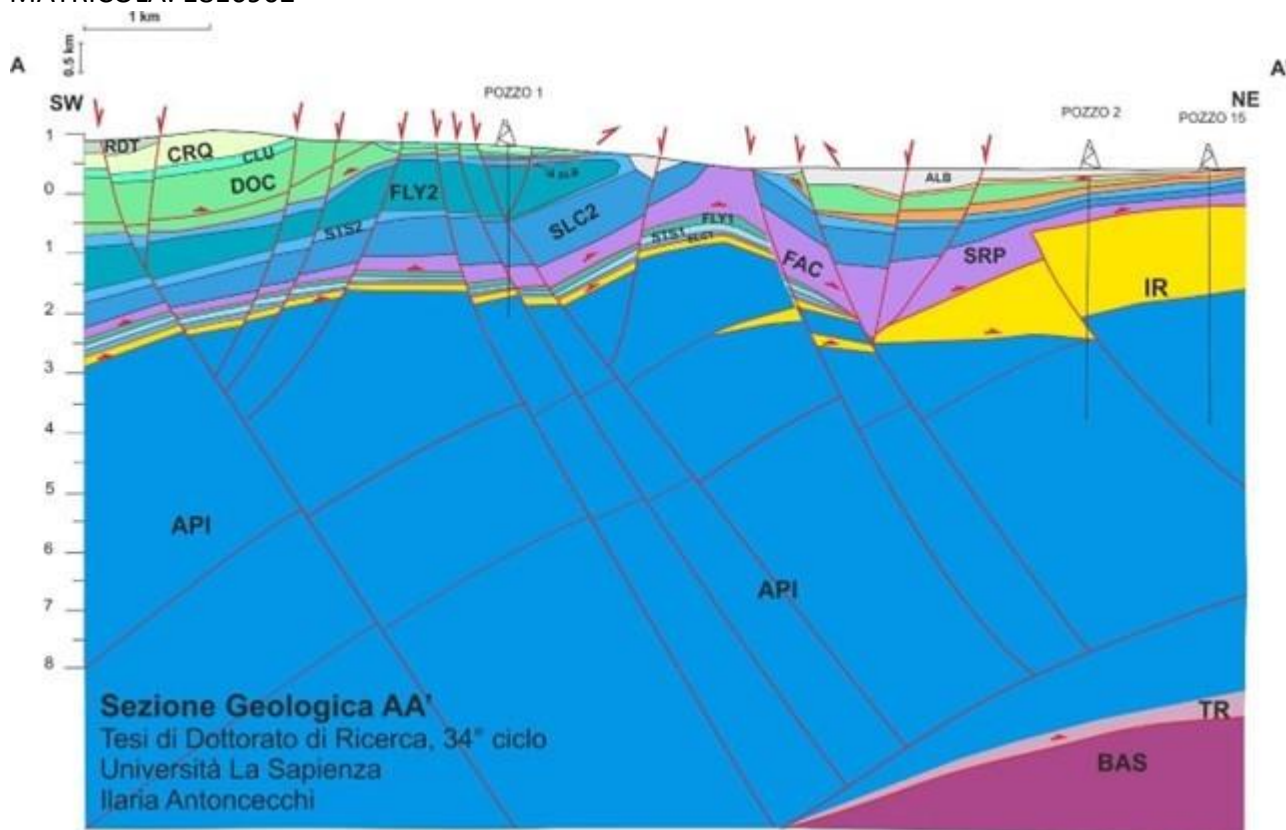 1 km
0.5 km
A
A
SW
NE
POZZO 1
POZZO 2
POZZO 15
1
0
1
2
3
4
5
6
7
8
RDT
CRQ
CLU
DOC
FLY2
STS2
SLC2
FLY1
STS1
SLC1
FAC
ALB
SRP
IR
API
API
TR
BAS
Sezione Geologica AA'
Tesi di Dottorato di Ricerca, 34° ciclo
Università La Sapienza
Ilaria Antoncecchi